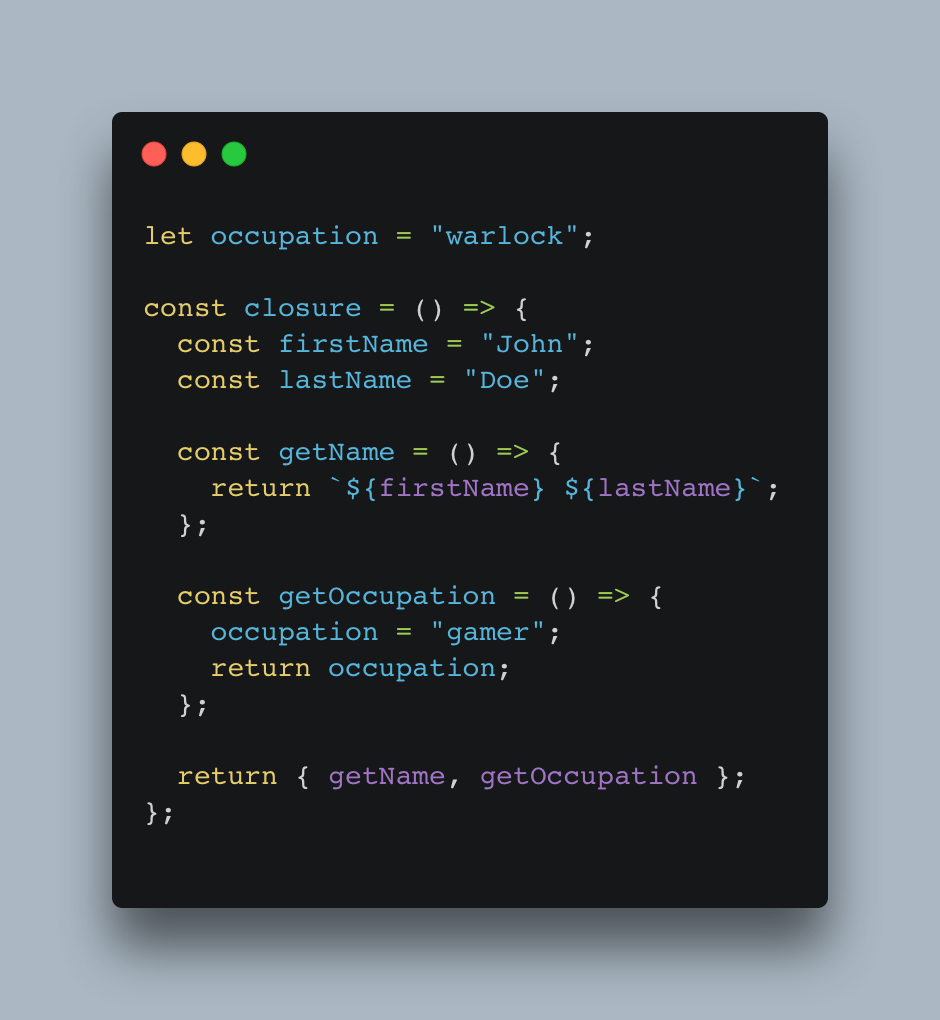 let occupation = "warlock";

const closure = () => {
  const firstName = "John";
  const lastName = "Doe";

  const getName = () => {
    return `${firstName} ${lastName}`;
  };

  const getOccupation = () => {
    occupation = "gamer";
    return occupation;
  };

  return { getName, getOccupation };
};